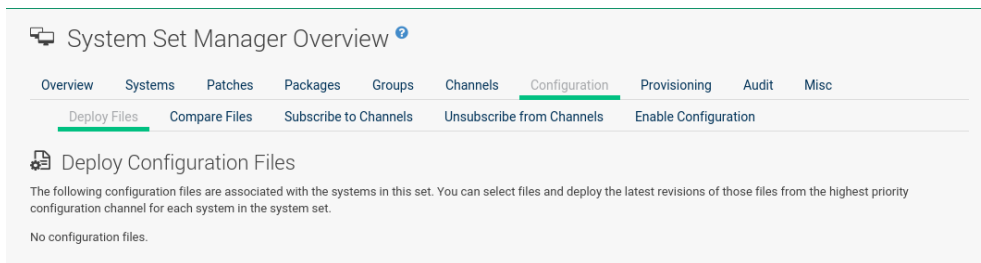 System Set Manager Overview ?
Overview Systems Patches Packages Groups Channels Configuration Provisioning Audit Misc
Deploy Files Compare Files Subscribe to Channels Unsubscribe from Channels Enable Configuration
Deploy Configuration Files
The following configuration files are associated with the systems in this set. You can select files and deploy the latest revisions of those files from the highest priority
configuration channel for each system in the system set.
No configuration files.